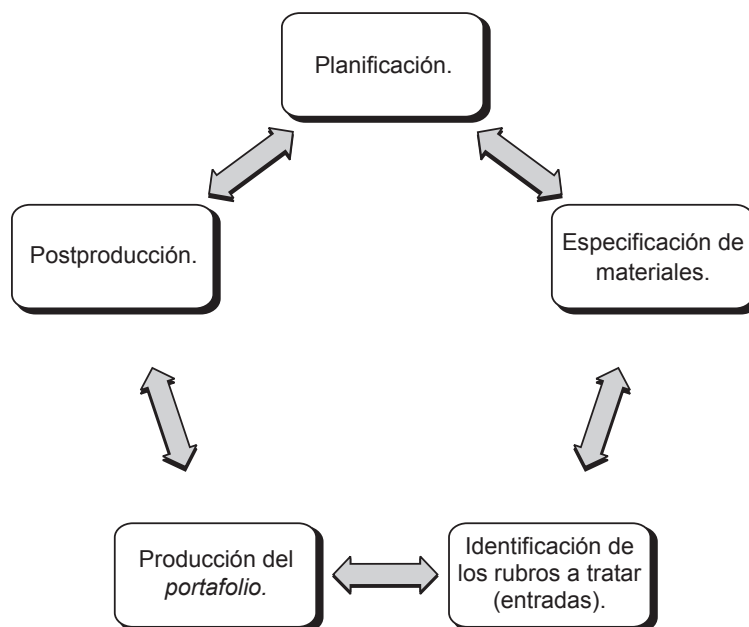 Planificación.
Postproducción.
Especificación de
materiales.
Producción del
portafolio.
Identificación de
los rubros a tratar
(entradas).